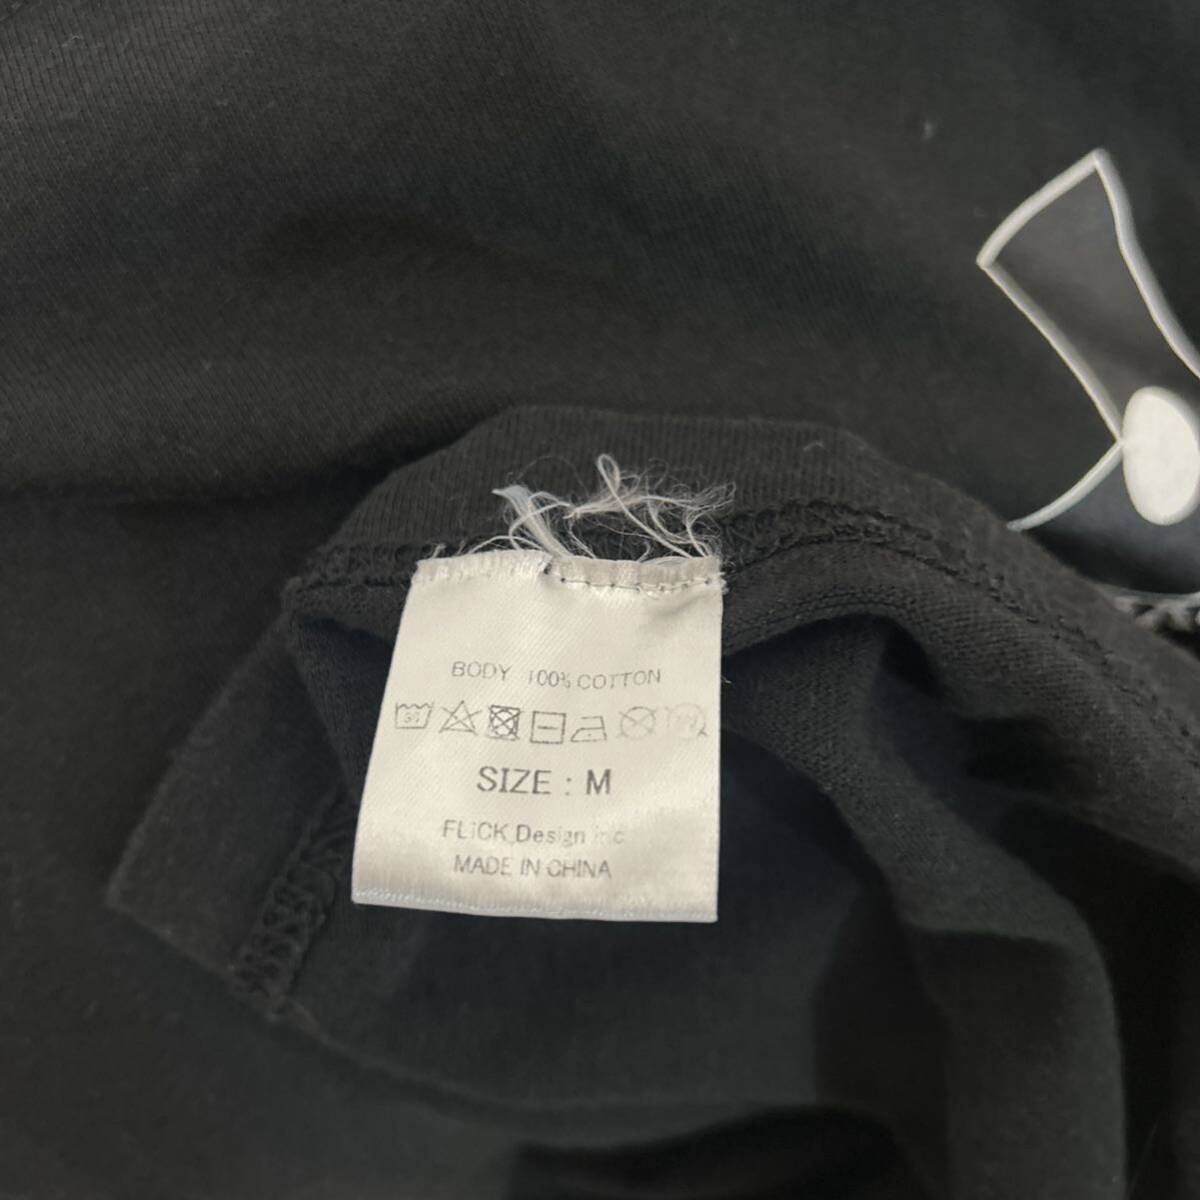 BODY 100% COTTON
SIZE : M
FLiCK Design inc
MADE IN CHINA